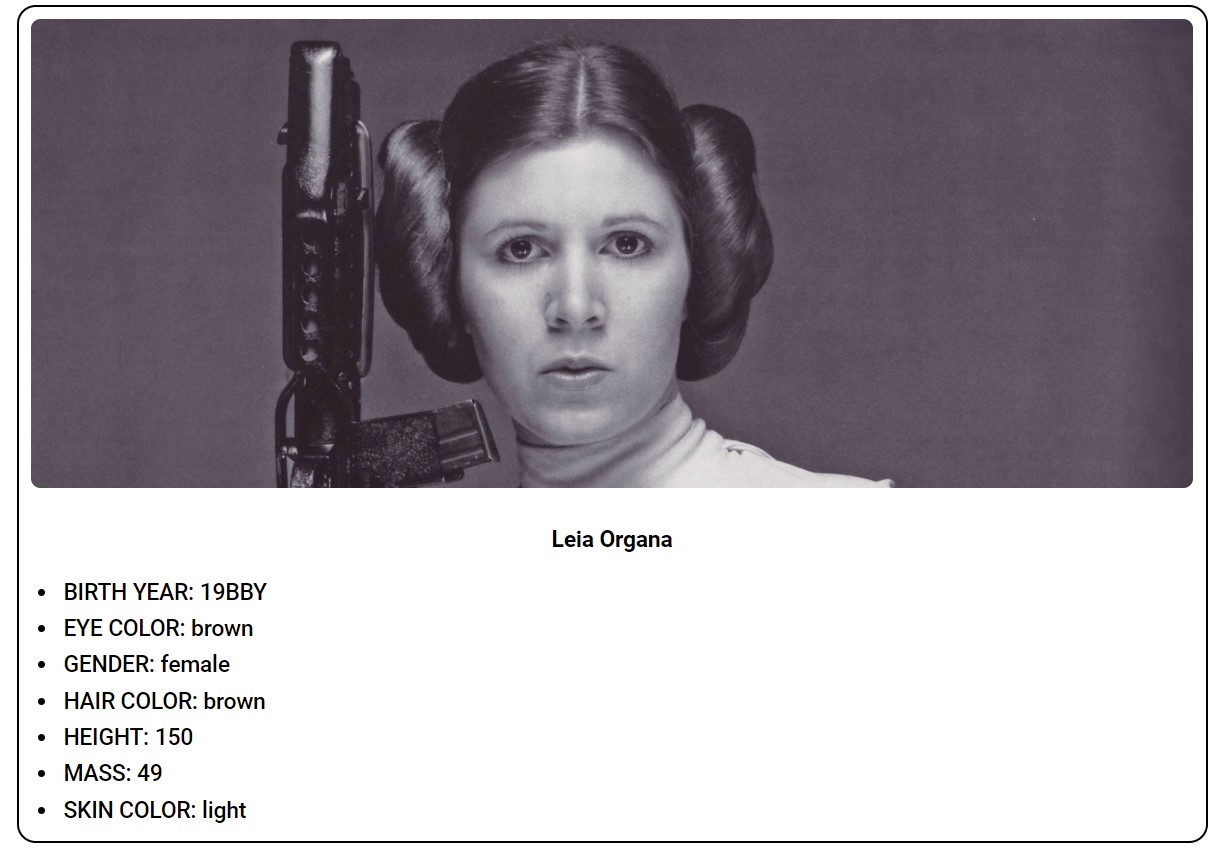 Leia Organa
BIRTH YEAR: 19BBY
EYE COLOR: brown
GENDER: female
HAIR COLOR: brown
HEIGHT: 150
MASS: 49
SKIN COLOR: light